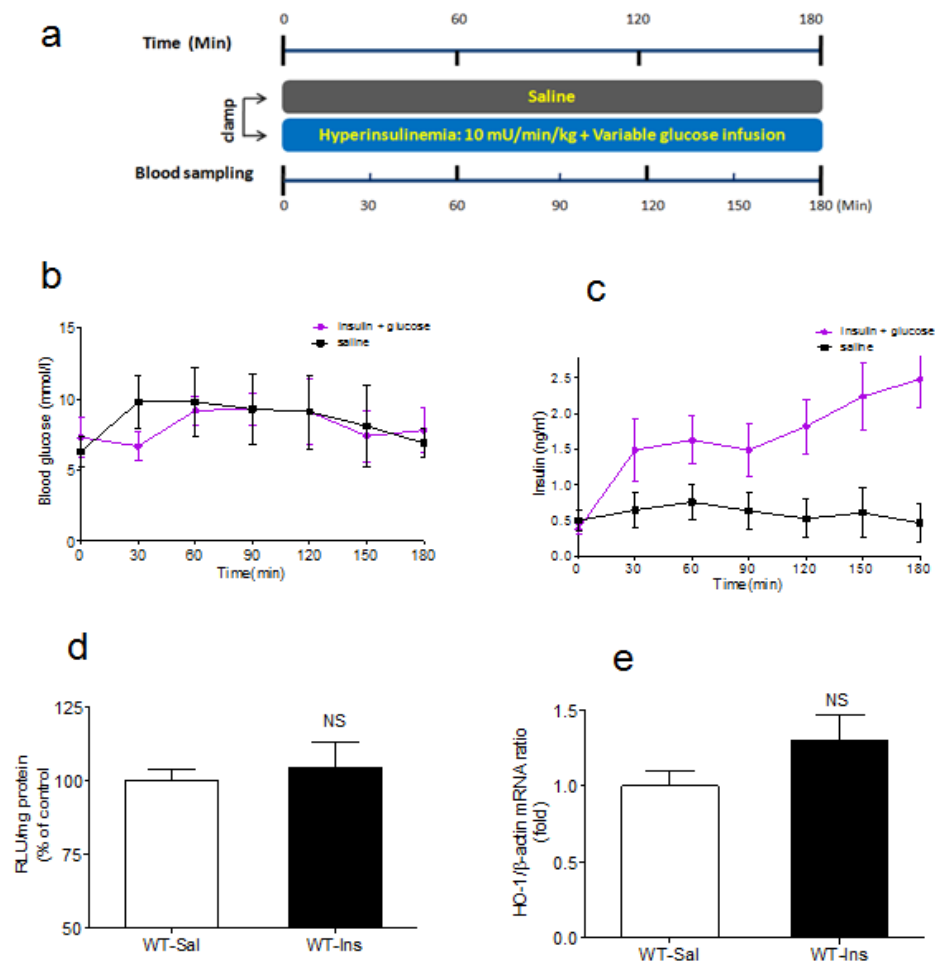 a
Time (Min)
0 60 120 180
clamp
Saline
Hyperinsulinemia: 10 mU/min/kg + Variable glucose infusion
Blood sampling
0 30 60 90 120 150 180 (Min)
b
insulin + glucose
saline
Blood glucose (mmol/l)
15
10
5
0
0 30 60 90 120 150 180
Time(min)
c
insulin + glucose
saline
Insulin (ng/ml)
2.5
2.0
1.5
1.0
0.5
0.0
0 30 60 90 120 150 180
Time(min)
d
RLU/mg protein
(% of control)
125
100
75
50
NS
WT-Sal WT-Ins
e
HO-1/β-actin mRNA ratio
(fold)
1.5
1.0
0.5
0.0
NS
WT-Sal WT-Ins